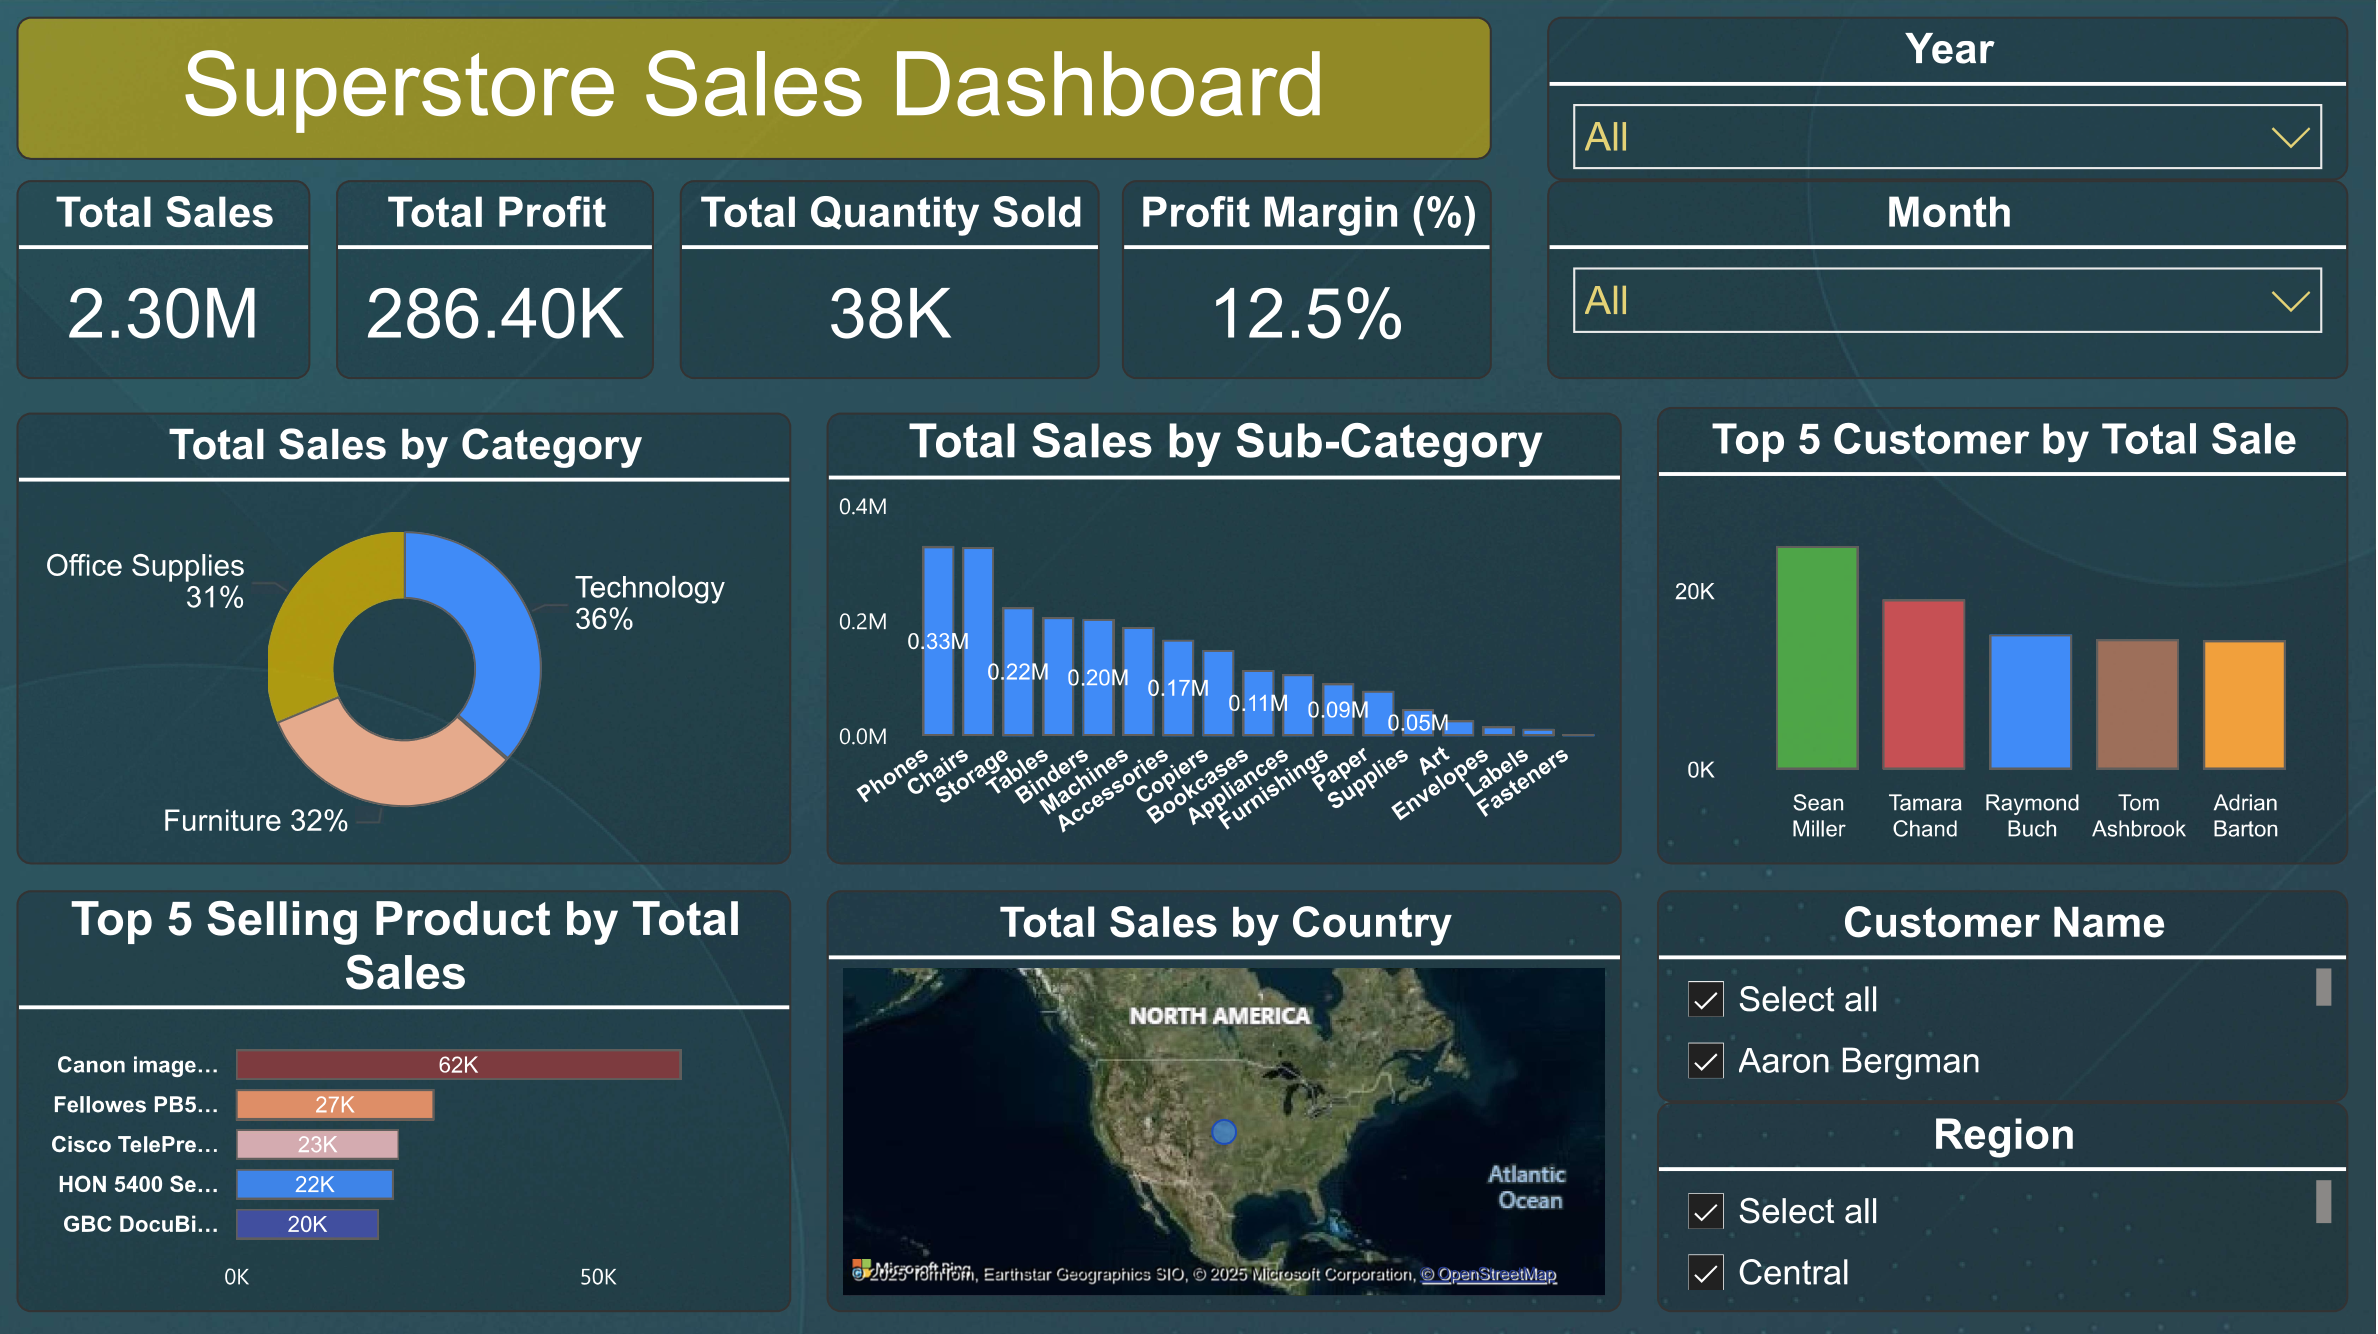 Superstore Sales Dashboard
Year
All
Month
All
Total Sales
2.30M
Total Profit
286.40K
Total Quantity Sold
38K
Profit Margin (%)
12.5%
Total Sales by Category
Office Supplies
31%
Technology
36%
Furniture 32%
Total Sales by Sub-Category
0.4M
0.2M
0.0M
0.33M
0.22M
0.20M
0.17M
0.11M
0.09M
0.05M
Phones
Chairs
Storage
Tables
Binders
Machines
Accessories
Copiers
Bookcases
Appliances
Furnishings
Paper
Supplies
Art
Envelopes
Labels
Fasteners
Top 5 Customer by Total Sale
20K
0K
Sean
Miller
Tamara
Chand
Raymond
Buch
Tom
Ashbrook
Adrian
Barton
Top 5 Selling Product by Total
Sales
Canon image...
62K
Fellowes PB5...
27K
Cisco TelePre...
23K
HON 5400 Se...
22K
GBC DocuBi...
20K
0K
50K
Total Sales by Country
NORTH AMERICA
Atlantic
Ocean
Microsoft Bing
© 2025 TomTom, Earthstar Geographics SIO, © 2025 Microsoft Corporation, © OpenStreetMap
Customer Name
Select all
Aaron Bergman
Region
Select all
Central